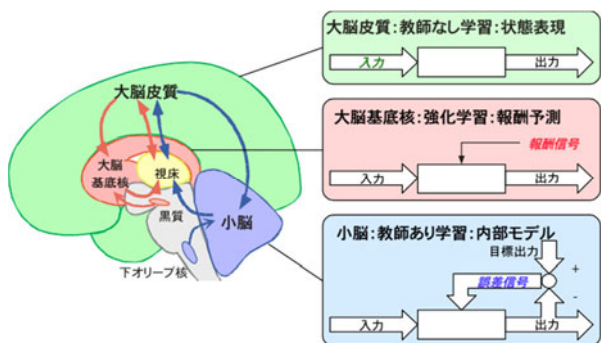 大脳皮質
大脳
基底核
視床
黒質
小脳
下オリーブ核
大脳皮質:教師なし学習:状態表現
入力
出力
大脳基底核:強化学習:報酬予測
報酬信号
入力
出力
小脳:教師あり学習:内部モデル
目標出力
+
誤差信号
-
入力
出力